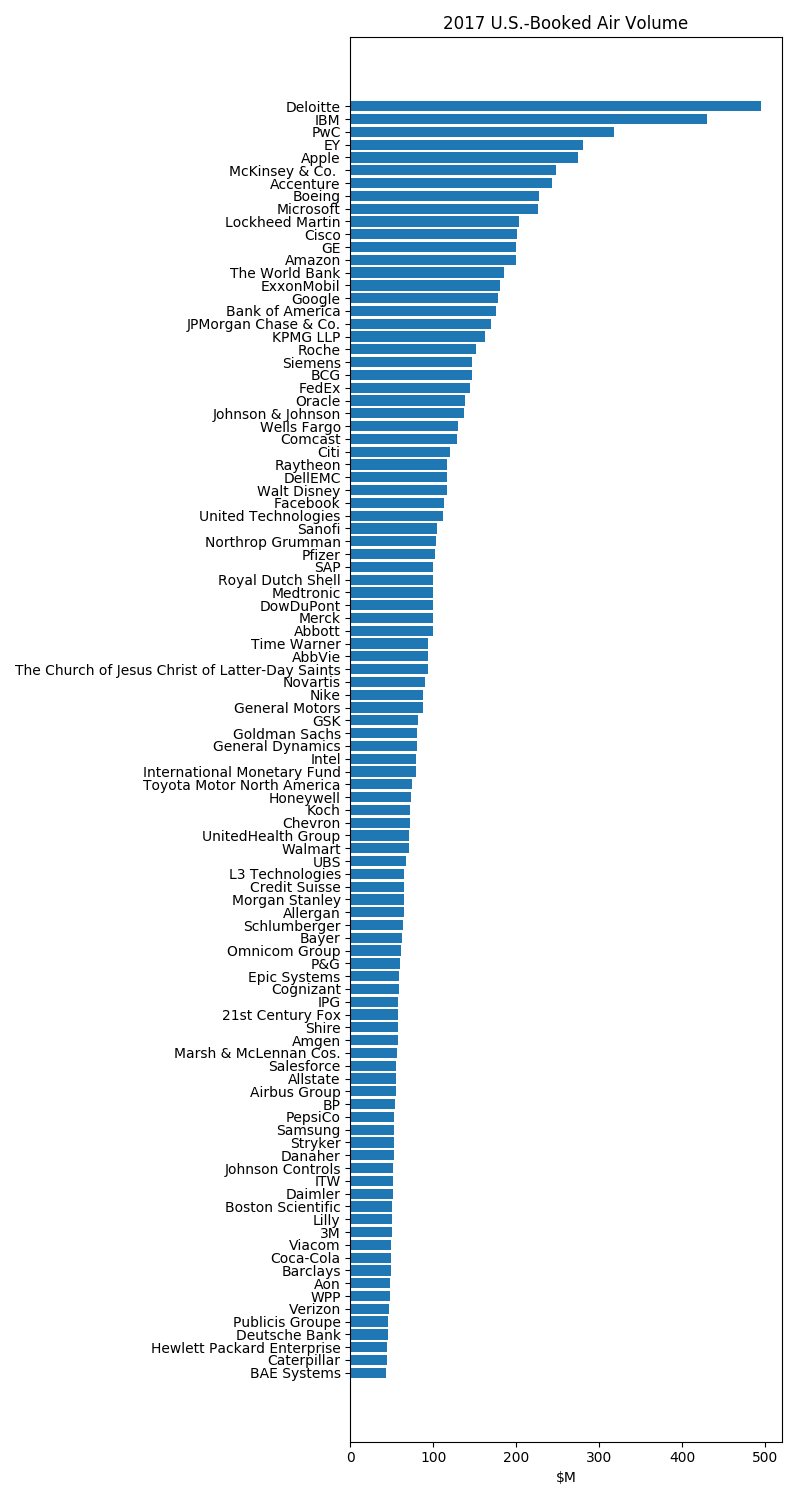 2017 U.S.-Booked Air Volume
Deloitte
IBM
PwC
EY
Apple
McKinsey & Co.
Accenture
Boeing
Microsoft
Lockheed Martin
Cisco
GE
Amazon
The World Bank
ExxonMobil
Google
Bank of America
JPMorgan Chase & Co.
KPMG LLP
Roche
Siemens
BCG
FedEx
Oracle
Johnson & Johnson
Wells Fargo
Comcast
Citi
Raytheon
DellEMC
Walt Disney
Facebook
United Technologies
Sanofi
Northrop Grumman
Pfizer
SAP
Royal Dutch Shell
Medtronic
DowDuPont
Merck
Abbott
Time Warner
AbbVie
The Church of Jesus Christ of Latter-Day Saints
Novartis
Nike
General Motors
GSK
Goldman Sachs
General Dynamics
Intel
International Monetary Fund
Toyota Motor North America
Honeywell
Koch
Chevron
UnitedHealth Group
Walmart
UBS
L3 Technologies
Credit Suisse
Morgan Stanley
Allergan
Schlumberger
Bayer
Omnicom Group
P&G
Epic Systems
Cognizant
IPG
21st Century Fox
Shire
Amgen
Marsh & McLennan Cos.
Salesforce
Allstate
Airbus Group
BP
PepsiCo
Samsung
Stryker
Danaher
Johnson Controls
ITW
Daimler
Boston Scientific
Lilly
3M
Viacom
Coca-Cola
Barclays
Aon
WPP
Verizon
Publicis Groupe
Deutsche Bank
Hewlett Packard Enterprise
Caterpillar
BAE Systems
0 100 200 300 400 500
$M